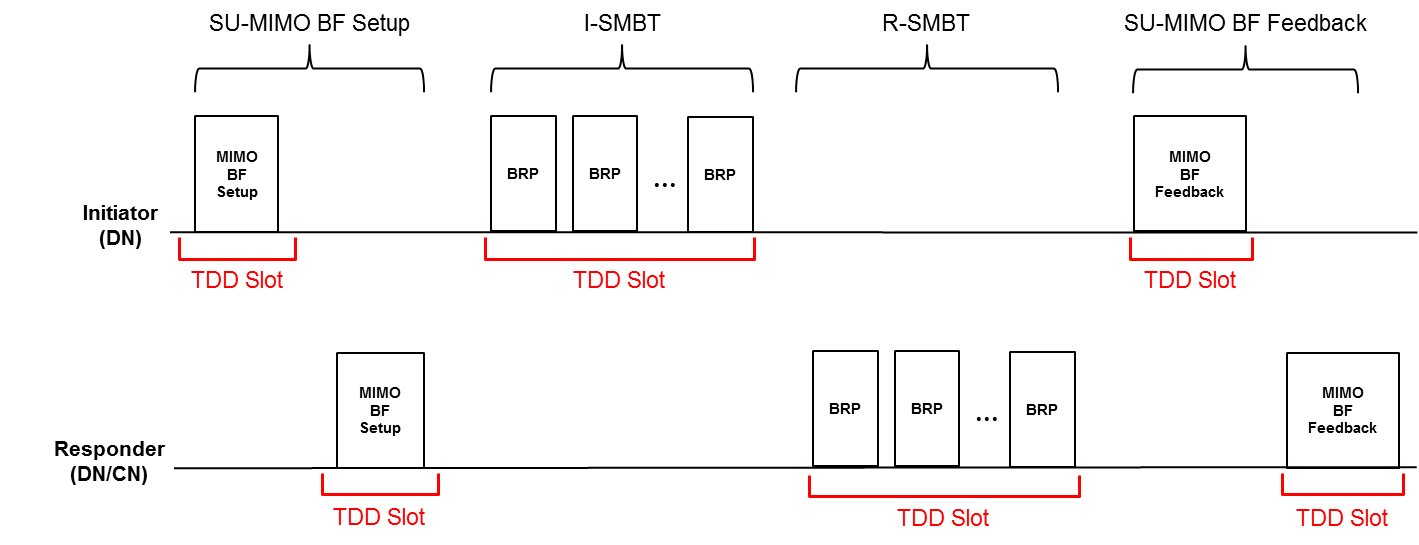 SU-MIMO BF Setup
I-SMBT
R-SMBT
SU-MIMO BF Feedback
MIMO
BF
Setup
BRP
BRP
...
BRP
MIMO
BF
Feedback
Initiator
(DN)
TDD Slot
TDD Slot
TDD Slot
MIMO
BF
Setup
BRP
BRP
...
BRP
MIMO
BF
Feedback
Responder
(DN/CN)
TDD Slot
TDD Slot
TDD Slot